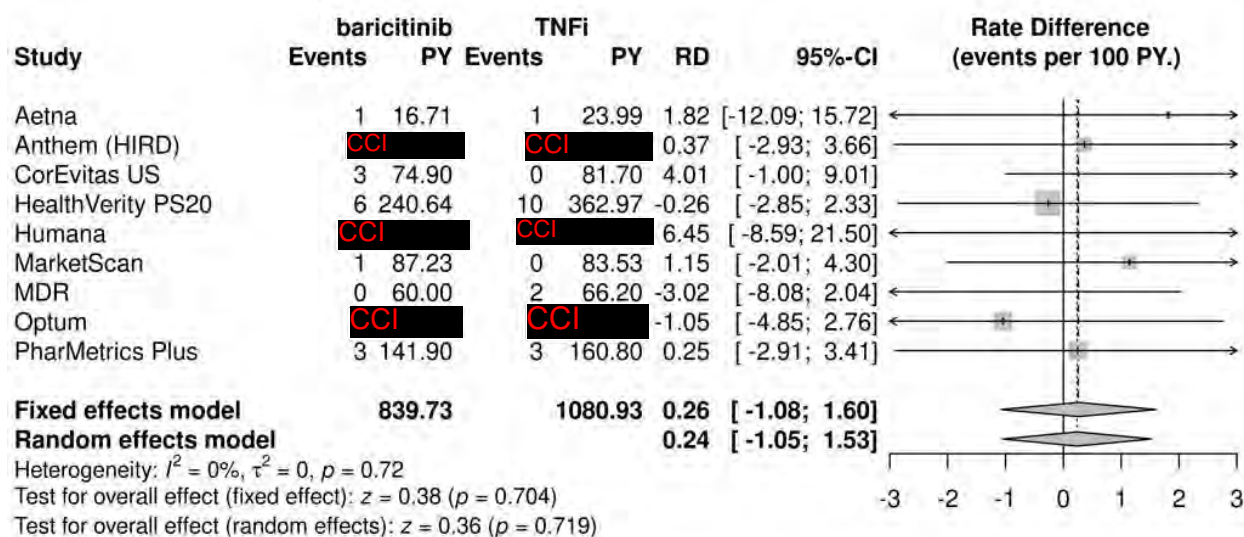 baricitinib TNFi Rate Difference
Study Events PY Events PY RD 95%-CI (events per 100 PY.)
Aetna 1 16.71 1 23.99 1.82 [-12.09; 15.72]
Anthem (HIRD) CCI CCI 0.37 [ -2.93; 3.66]
CorEvitas US 3 74.90 0 81.70 4.01 [ -1.00; 9.01]
HealthVerity PS20 6 240.64 10 362.97 -0.26 [ -2.85; 2.33]
Humana CCI CCI 6.45 [ -8.59; 21.50]
MarketScan 1 87.23 0 83.53 1.15 [ -2.01; 4.30]
MDR 0 60.00 2 66.20 -3.02 [ -8.08; 2.04]
Optum CCI CCI -1.05 [ -4.85; 2.76]
PharMetrics Plus 3 141.90 3 160.80 0.25 [ -2.91; 3.41]
Fixed effects model 839.73 1080.93 0.26 [ -1.08; 1.60]
Random effects model 0.24 [ -1.05; 1.53]
Heterogeneity: I² = 0%, τ² = 0, p = 0.72
Test for overall effect (fixed effect): z = 0.38 (p = 0.704)
Test for overall effect (random effects): z = 0.36 (p = 0.719)
-3 -2 -1 0 1 2 3